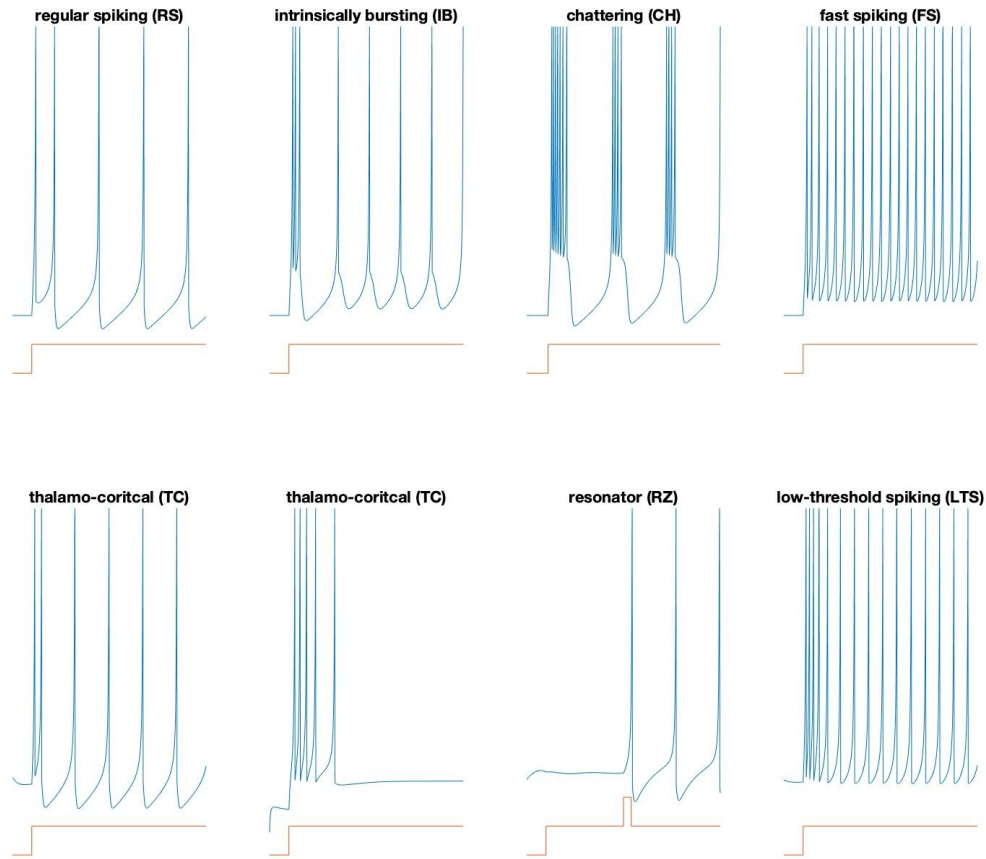 regular spiking (RS)
intrinsically bursting (IB)
chattering (CH)
fast spiking (FS)
thalamo-coritcal (TC)
thalamo-coritcal (TC)
resonator (RZ)
low-threshold spiking (LTS)